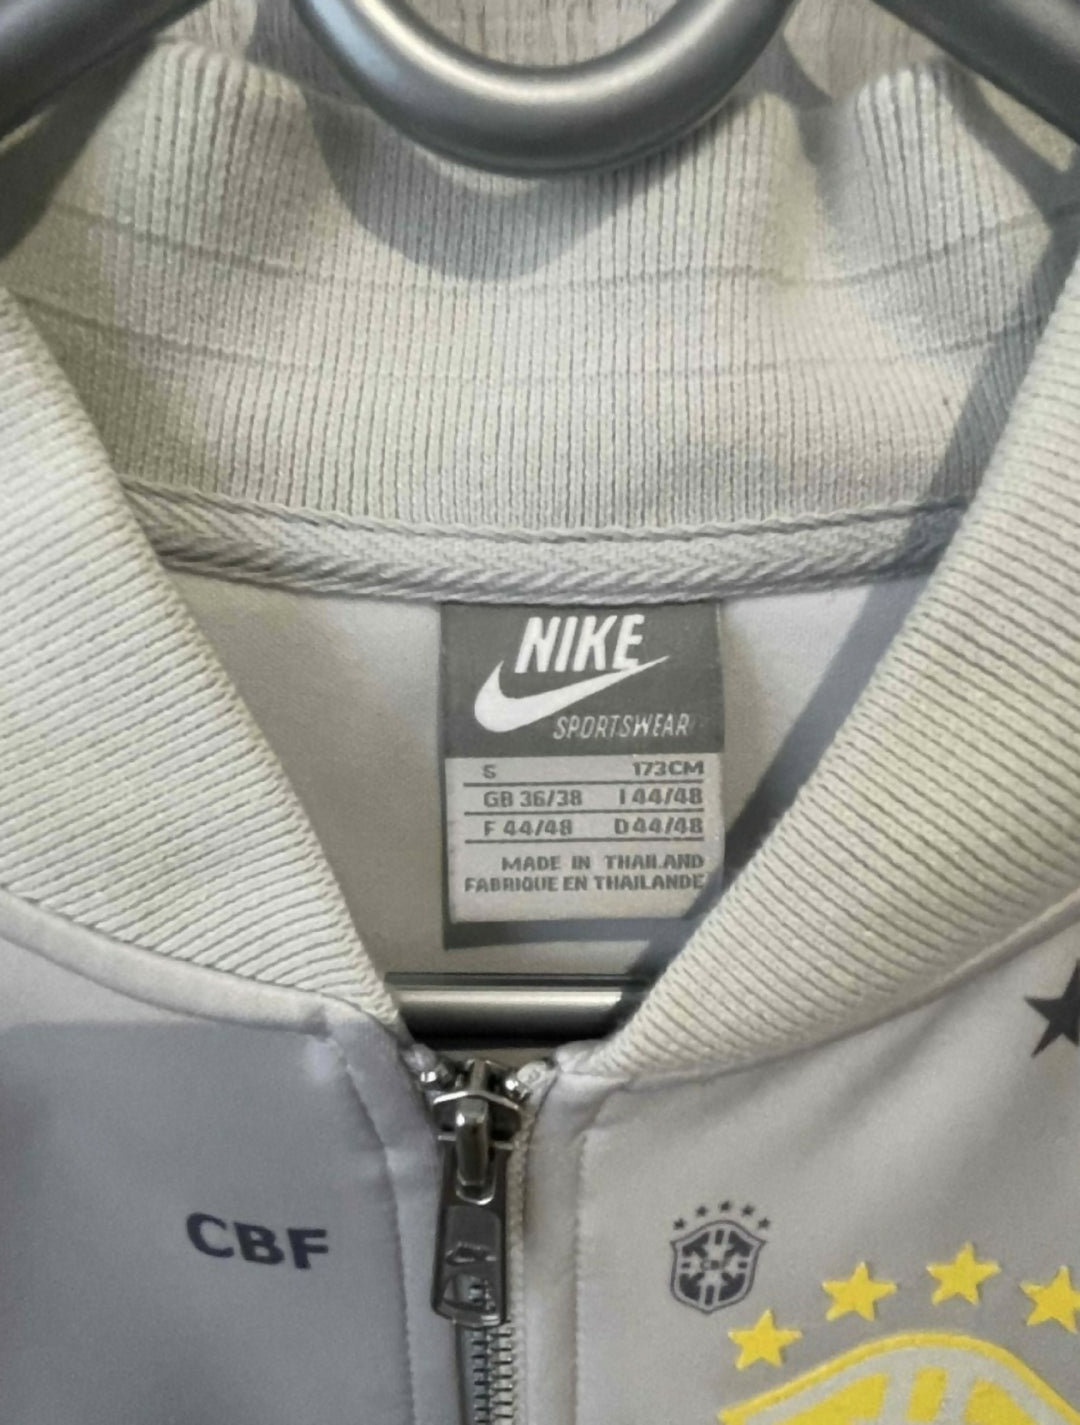 NIKE
SPORTSWEAR
S 173CM
GB 36/38 I 44/48
F 44/48 D 44/48
MADE IN THAILAND
FABRIQUE EN THAILANDE
CBF
CBF